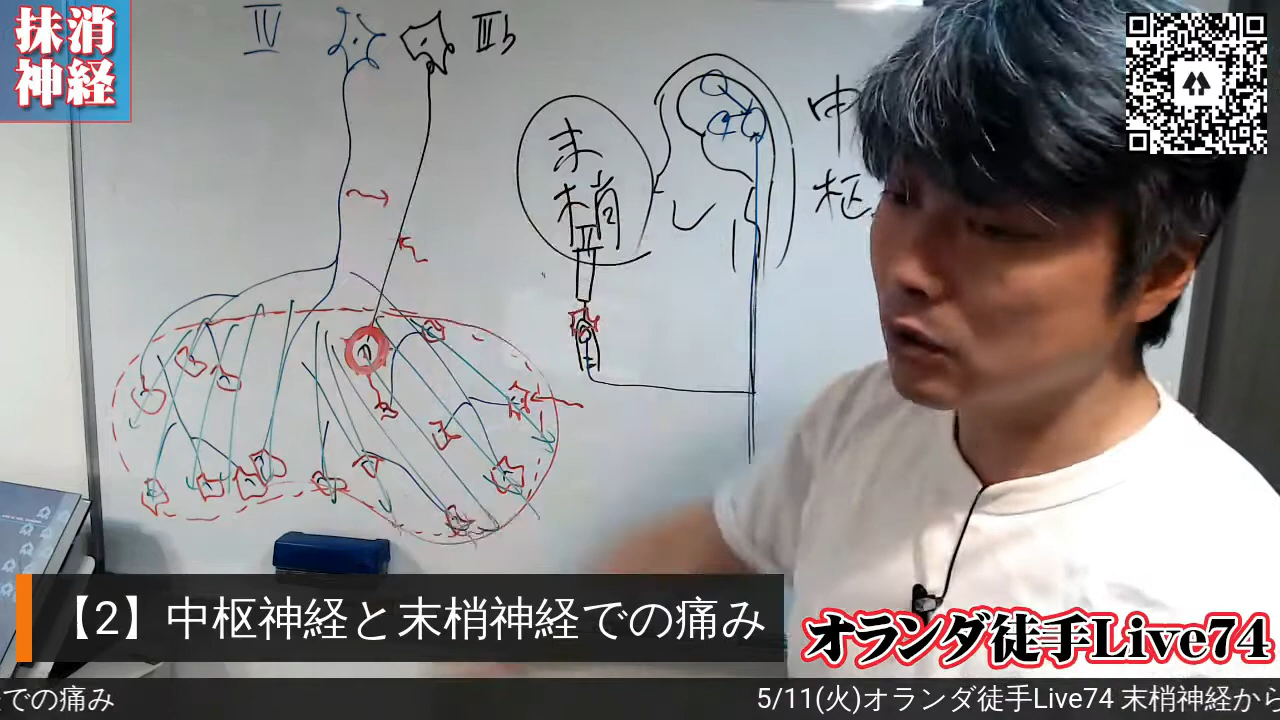 抹消
神経
Ⅳ
Ⅲb
末
梢
Ⅱ
中
枢
【2】中枢神経と末梢神経での痛み
オランダ徒手Live74
での痛み
5/11(火)オランダ徒手Live74 末梢神経から